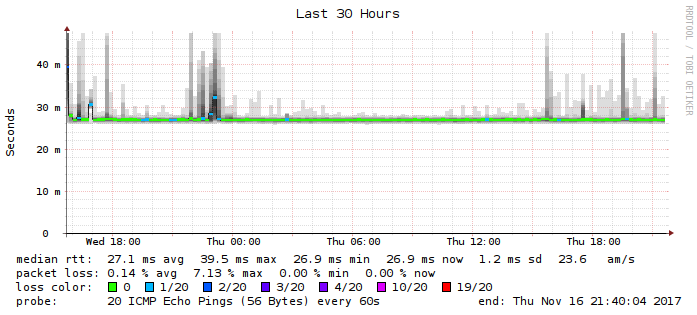 Last 30 Hours
RRDTOOL / TOBI OETIKER
Seconds
40 m
30 m
20 m
10 m
0
Wed 18:00 Thu 00:00 Thu 06:00 Thu 12:00 Thu 18:00
median rtt: 27.1 ms avg 39.5 ms max 26.9 ms min 26.9 ms now 1.2 ms sd 23.6 am/s
packet loss: 0.14 % avg 7.13 % max 0.00 % min 0.00 % now
loss color: 0 1/20 2/20 3/20 4/20 10/20 19/20
probe: 20 ICMP Echo Pings (56 Bytes) every 60s end: Thu Nov 16 21:40:04 2017